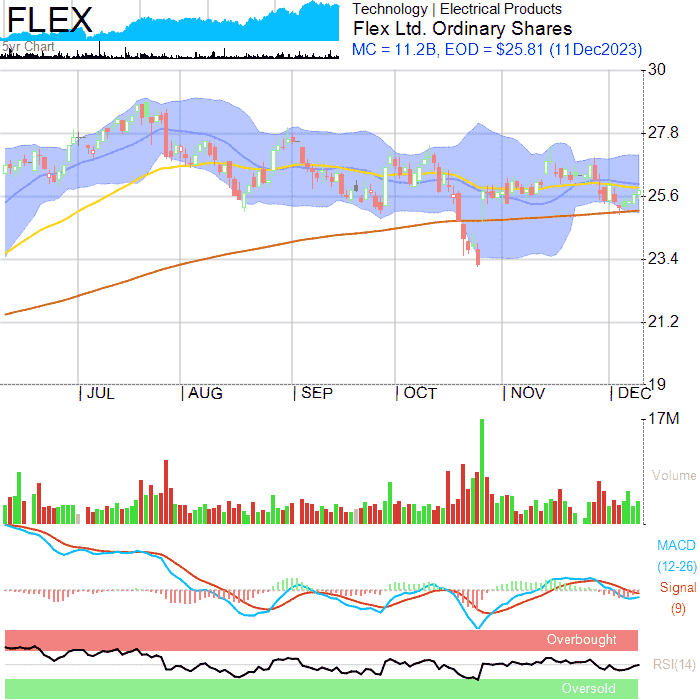 FLEX
5yr Chart
Technology | Electrical Products
Flex Ltd. Ordinary Shares
MC = 11.2B, EOD = $25.81 (11Dec2023)
30
27.8
25.6
23.4
21.2
19
JUL
AUG
SEP
OCT
NOV
DEC
17M
Volume
MACD
(12-26)
Signal
(9)
Overbought
RSI(14)
Oversold